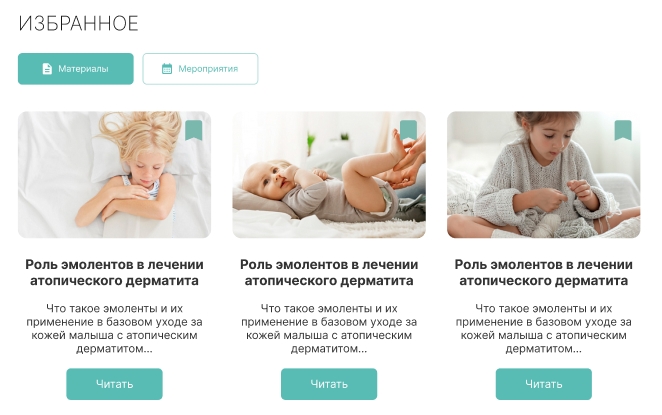 ИЗБРАННОЕ
Материалы
Мероприятия
Роль эмолентов в лечении
атопического дерматита
Что такое эмоленты и их
применение в базовом уходе за
кожей малыша с атопическим
дерматитом...
Читать
Роль эмолентов в лечении
атопического дерматита
Что такое эмоленты и их
применение в базовом уходе за
кожей малыша с атопическим
дерматитом...
Читать
Роль эмолентов в лечении
атопического дерматита
Что такое эмоленты и их
применение в базовом уходе за
кожей малыша с атопическим
дерматитом...
Читать